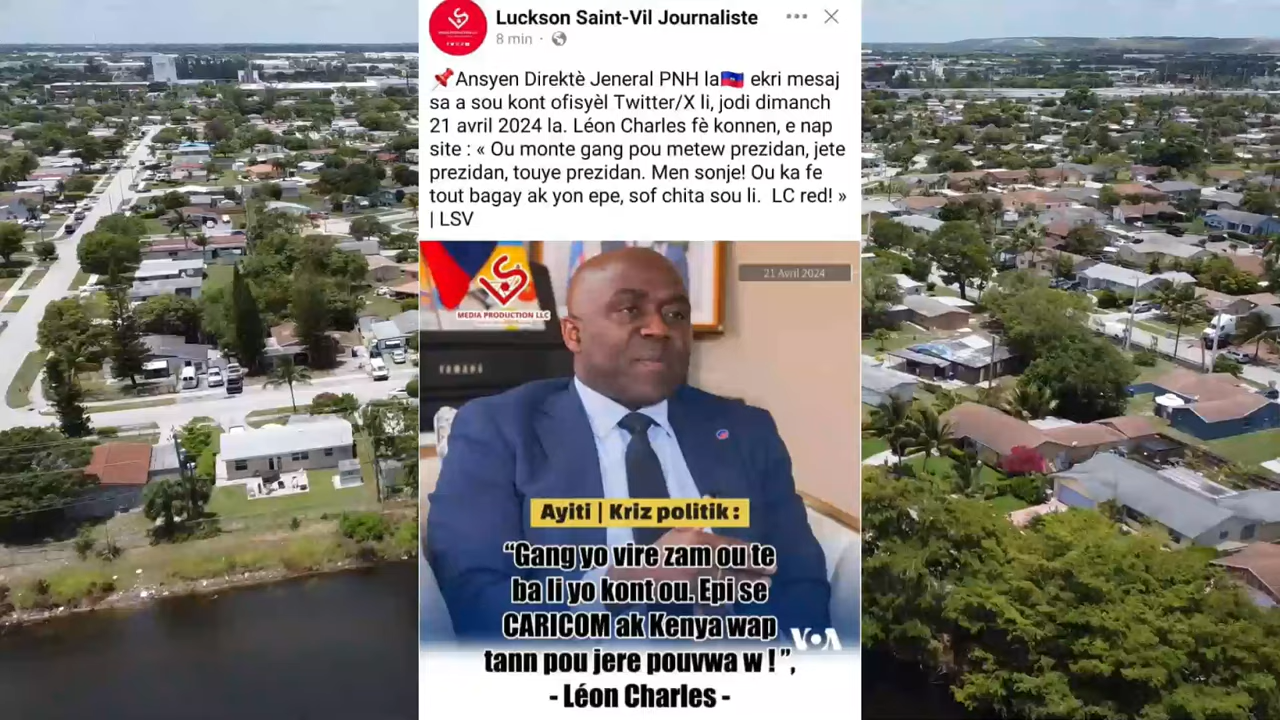 Luckson Saint-Vil Journaliste
8 min ·
📌Ansyen Direktè Jeneral PNH la🇭🇹 ekri mesaj
sa a sou kont ofisyèl Twitter/X li, jodi dimanch
21 avril 2024 la. Léon Charles fè konnen, e nap
site : « Ou monte gang pou metew prezidan, jete
prezidan, touye prezidan. Men sonje! Ou ka fe
tout bagay ak yon epe, sof chita sou li. LC red! »
| LSV
21 Avril 2024
MEDIA PRODUCTION LLC
YAMAHA
Ayiti | Kriz politik :
“Gang yo vire zam ou te
ba li yo kont ou. Epi se
CARICOM ak Kenya wap
tann pou jere pouvwa w ! ”,
- Léon Charles -
VOA